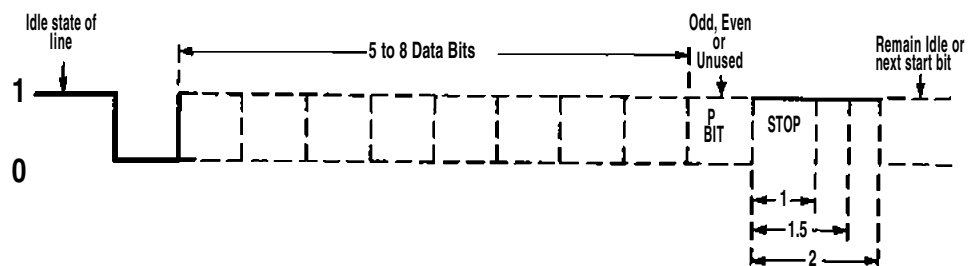 Idle state of
line
5 to 8 Data Bits
Odd, Even
or
Unused
Remain Idle or
next start bit
1
0
P
BIT
STOP
1
1.5
2